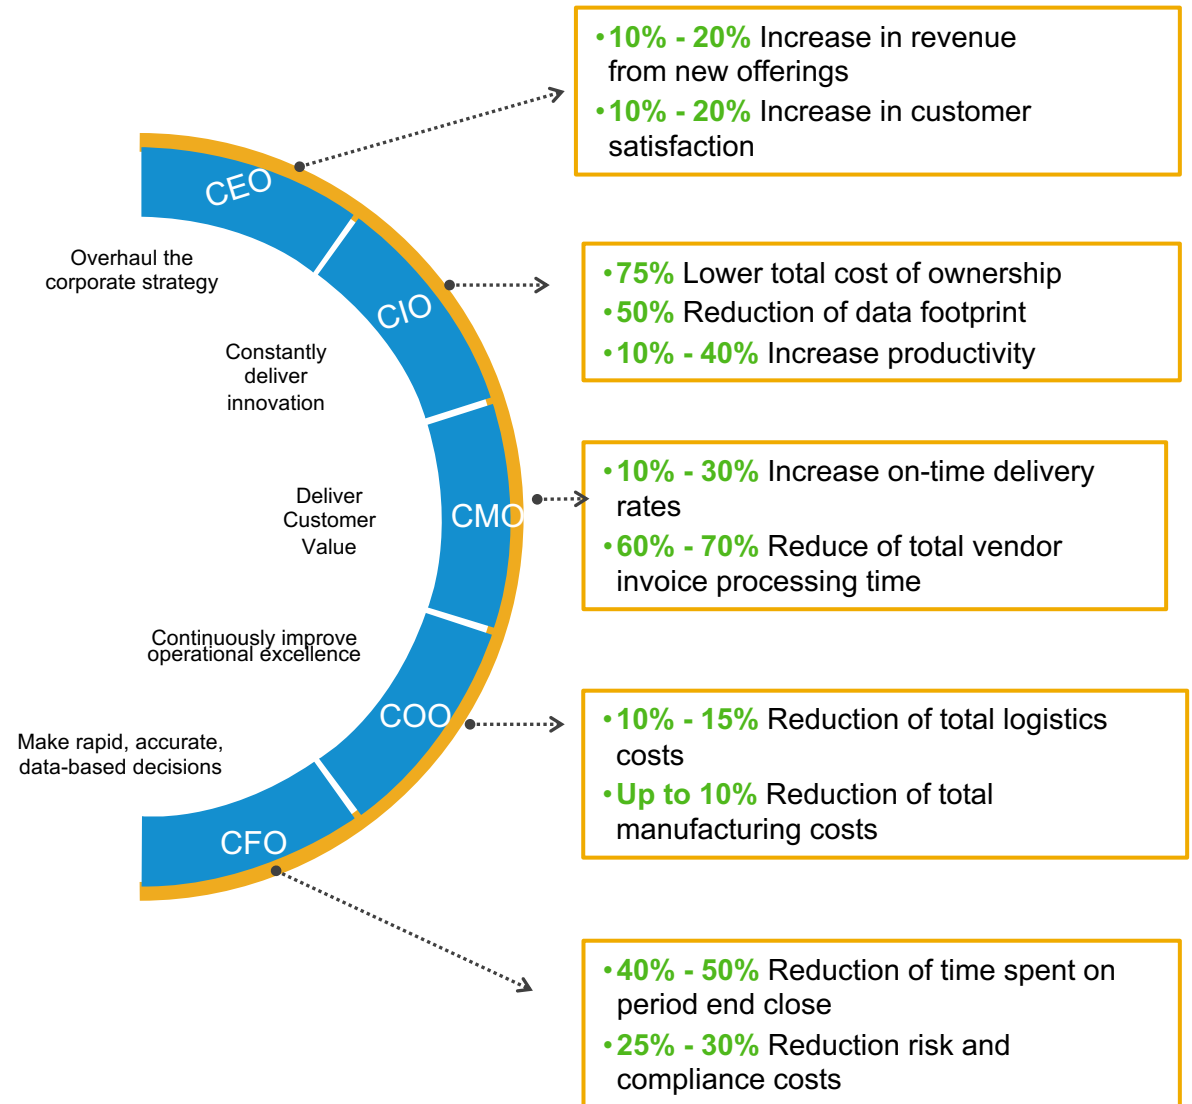 •10% - 20% Increase in revenue
from new offerings
•10% - 20% Increase in customer
satisfaction
CEO
Overhaul the
corporate strategy
•75% Lower total cost of ownership
•50% Reduction of data footprint
•10% - 40% Increase productivity
CIO
Constantly
deliver
innovation
•10% - 30% Increase on-time delivery
rates
•60% - 70% Reduce of total vendor
invoice processing time
CMO
Deliver
Customer
Value
Continuously improve
operational excellence
COO
•10% - 15% Reduction of total logistics
costs
•Up to 10% Reduction of total
manufacturing costs
Make rapid, accurate,
data-based decisions
CFO
•40% - 50% Reduction of time spent on
period end close
•25% - 30% Reduction risk and
compliance costs